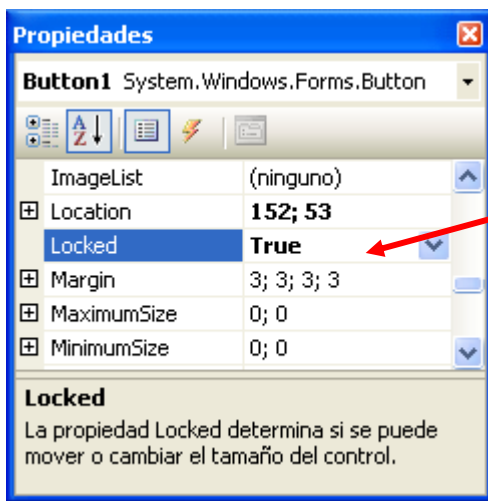 Propiedades
Button1 System.Windows.Forms.Button
A Z
ImageList (ninguno)
Location 152; 53
Locked True
Margin 3; 3; 3; 3
MaximumSize 0; 0
MinimumSize 0; 0
Locked
La propiedad Locked determina si se puede
mover o cambiar el tamaño del control.